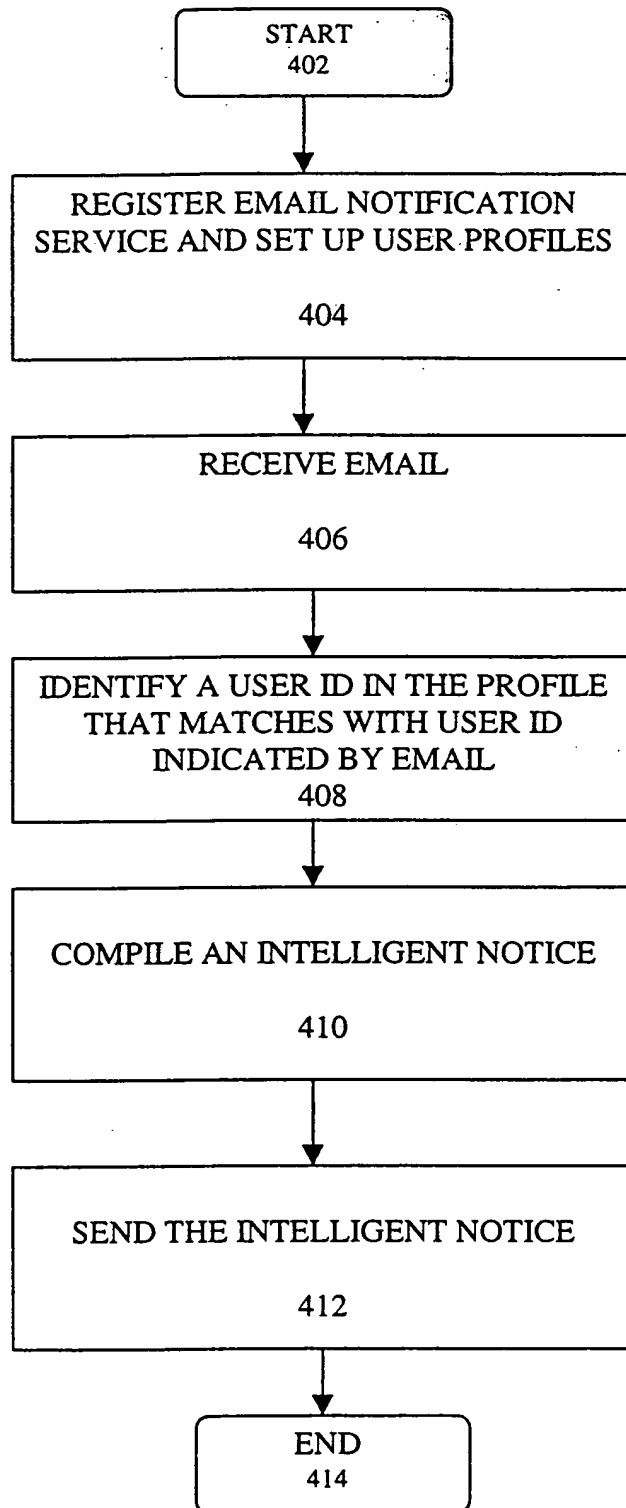 START
402
REGISTER EMAIL NOTIFICATION
SERVICE AND SET UP USER PROFILES
404
RECEIVE EMAIL
406
IDENTIFY A USER ID IN THE PROFILE
THAT MATCHES WITH USER ID
INDICATED BY EMAIL
408
COMPILE AN INTELLIGENT NOTICE
410
SEND THE INTELLIGENT NOTICE
412
END
414